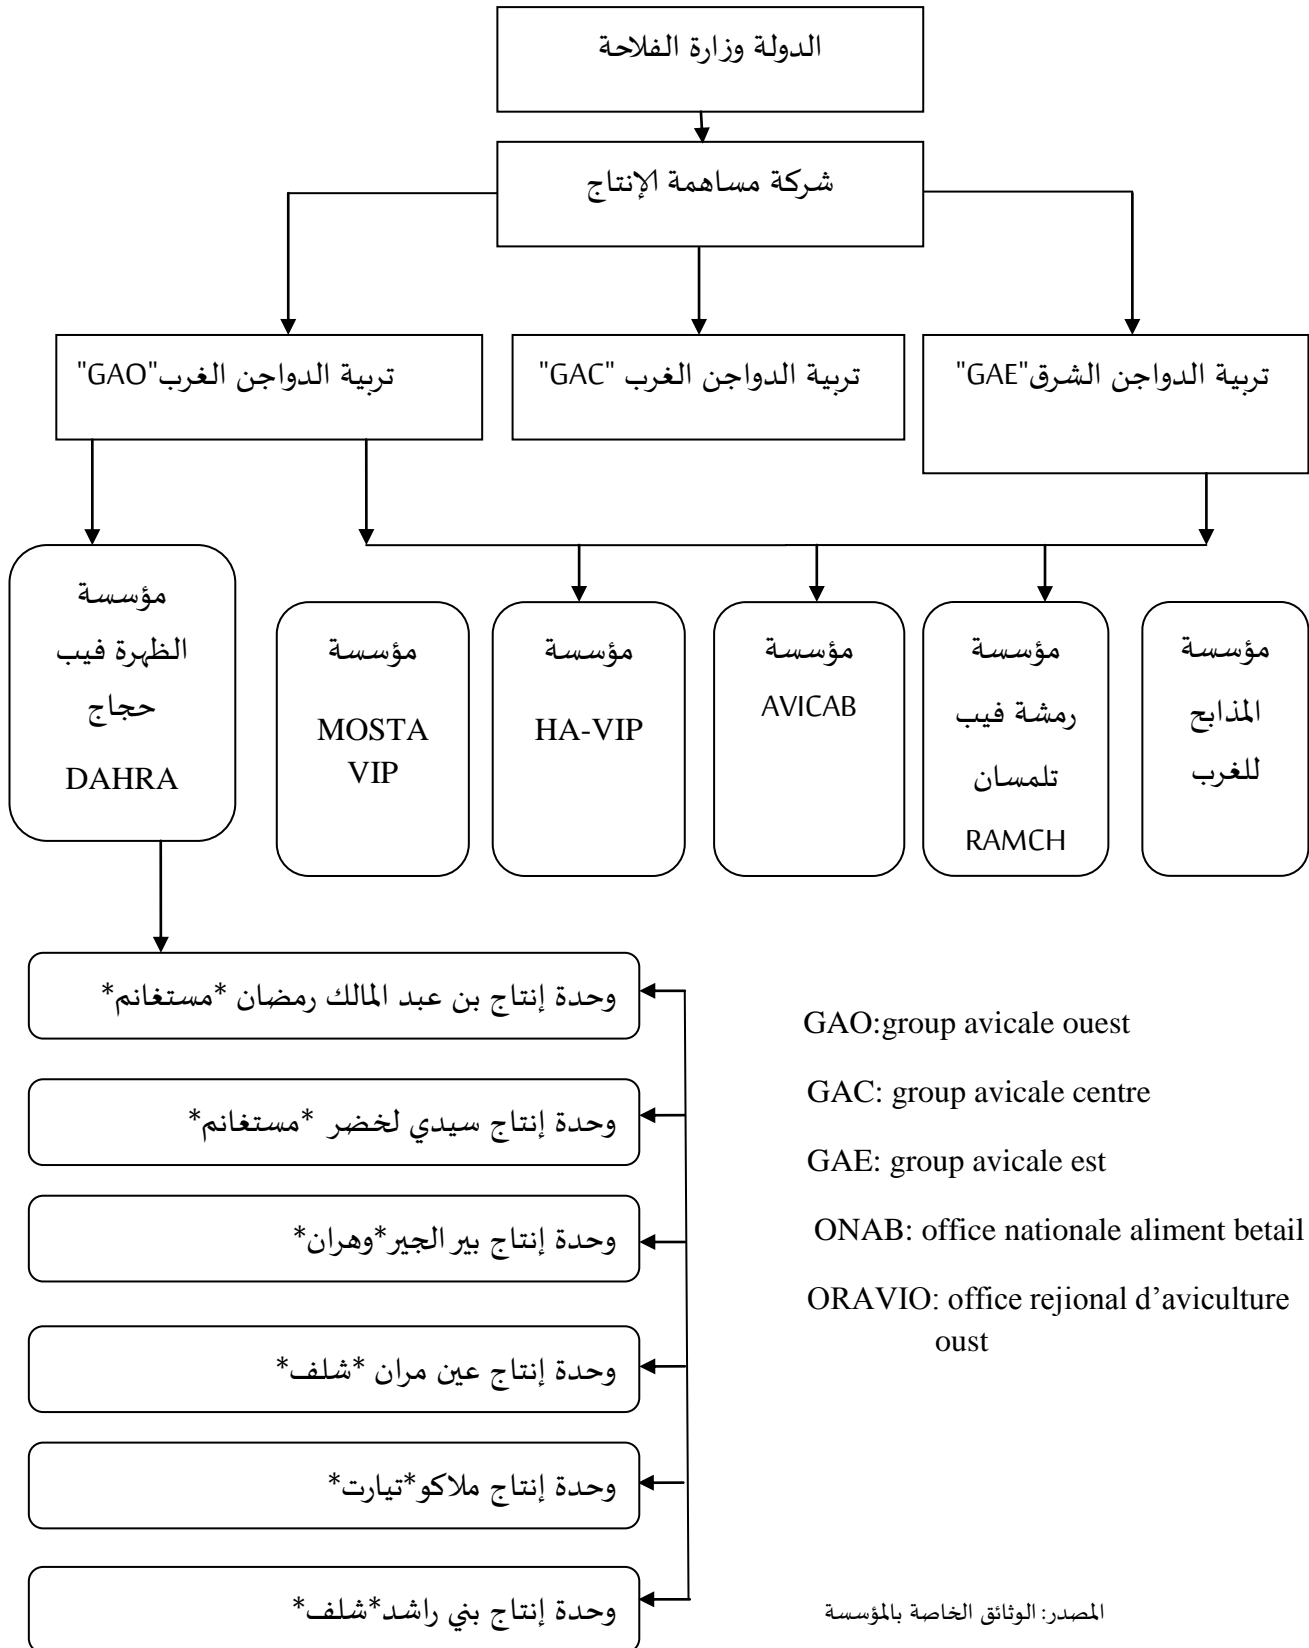 الدولة وزارة الفلاحة
شركة مساهمة الإنتاج
تربية الدواجن الشرق"GAE"
تربية الدواجن الغرب "GAC"
تربية الدواجن الغرب"GAO"
مؤسسة
المذابح
للغرب
مؤسسة
رمشة فيب
تلمسان
RAMCH
مؤسسة
AVICAB
مؤسسة
HA-VIP
مؤسسة
MOSTA
VIP
مؤسسة
الظهرة فيب
حجاج
DAHRA
وحدة إنتاج بن عبد المالك رمضان *مستغانم*
وحدة إنتاج سيدي لخضر *مستغانم*
وحدة إنتاج بير الجير*وهران*
وحدة إنتاج عين مران *شلف*
وحدة إنتاج ملاكو*تيارت*
وحدة إنتاج بني راشد*شلف*
GAO:group avicale ouest
GAC: group avicale centre
GAE: group avicale est
ONAB: office nationale aliment betail
ORAVIO: office rejional d’aviculture
oust
المصدر: الوثائق الخاصة بالمؤسسة